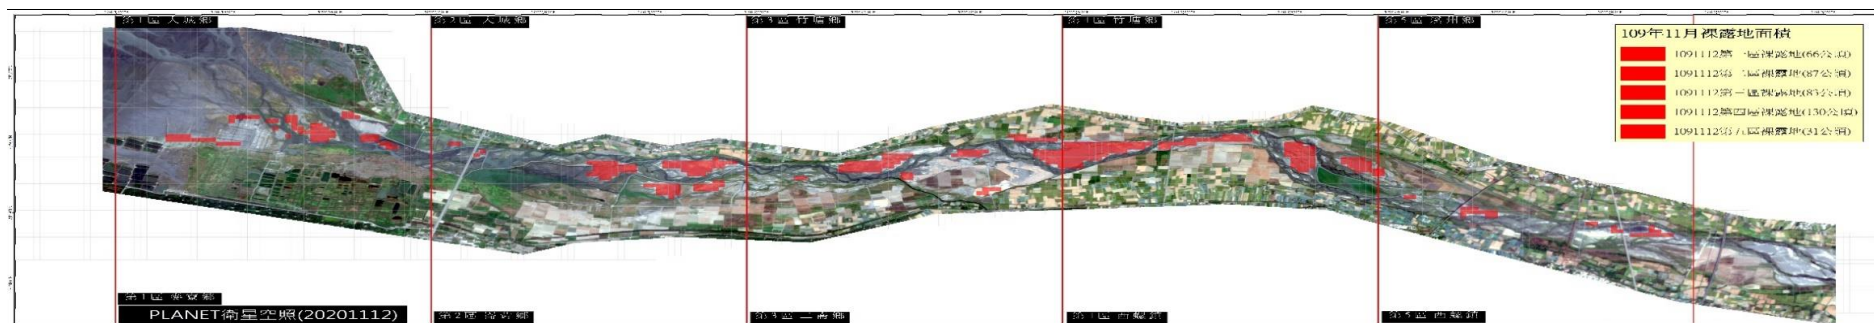 第1區 大城鄉
第2區 大城鄉
第3區 竹塘鄉
第4區 竹塘鄉
第5區 溪州鄉
109年11月裸露地面積
1091112第一區裸露地(66公頃)
1091112第二區裸露地(87公頃)
1091112第三區裸露地(83公頃)
1091112第四區裸露地(130公頃)
1091112第五區裸露地(31公頃)
第1區 麥寮鄉
PLANET衛星空照(20201112)
第2區 崙背鄉
第3區 二崙鄉
第4區 西螺鎮
第5區 西螺鎮